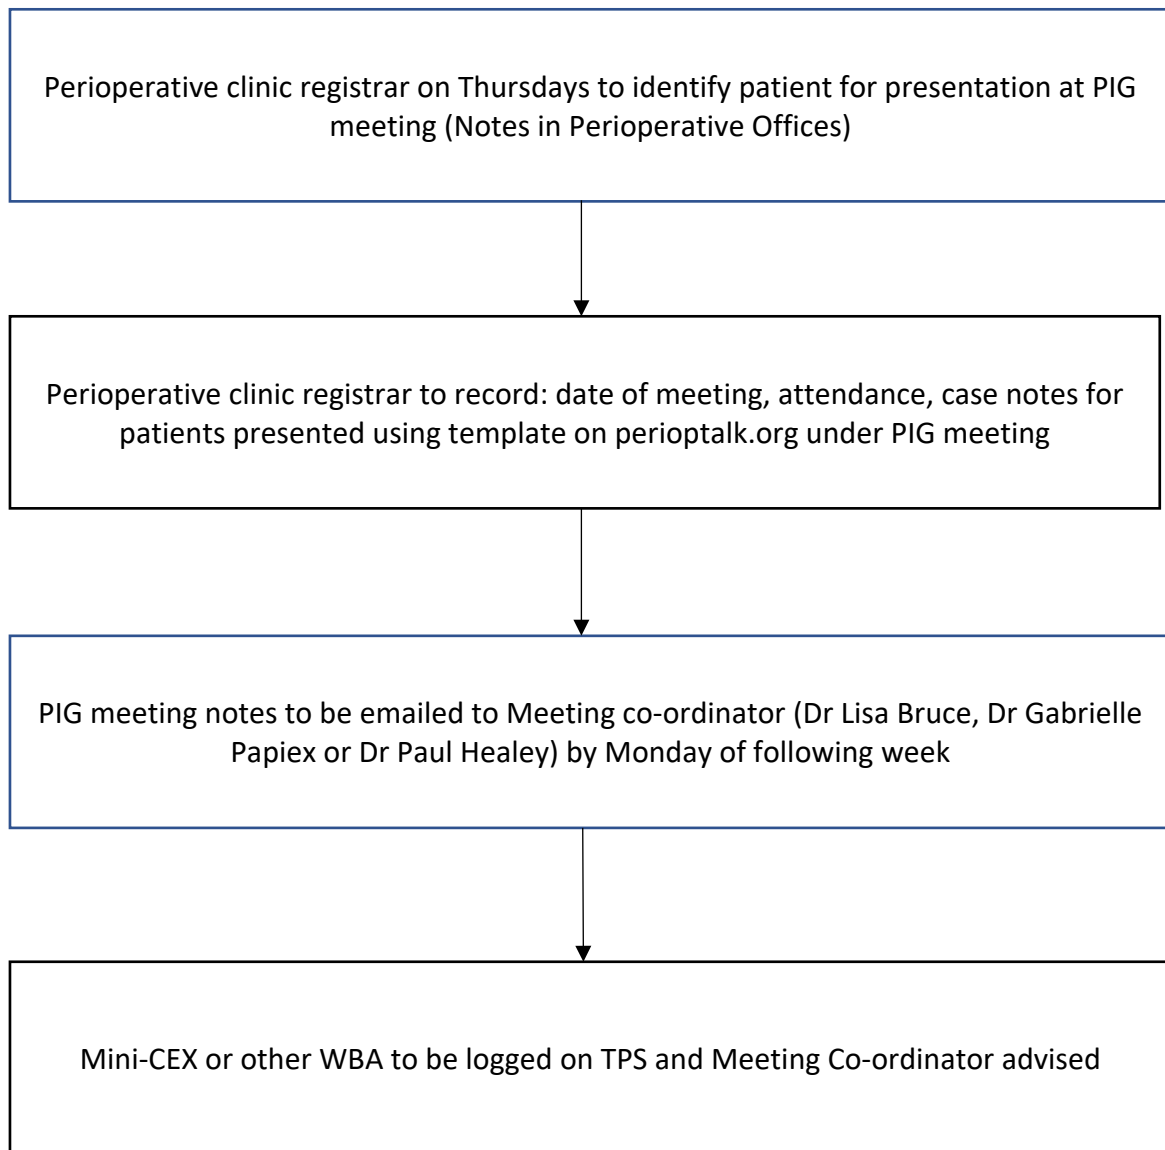 Perioperative clinic registrar on Thursdays to identify patient for presentation at PIG
meeting (Notes in Perioperative Offices)
Perioperative clinic registrar to record: date of meeting, attendance, case notes for
patients presented using template on perioptalk.org under PIG meeting
PIG meeting notes to be emailed to Meeting co-ordinator (Dr Lisa Bruce, Dr Gabrielle
Papiex or Dr Paul Healey) by Monday of following week
Mini-CEX or other WBA to be logged on TPS and Meeting Co-ordinator advised